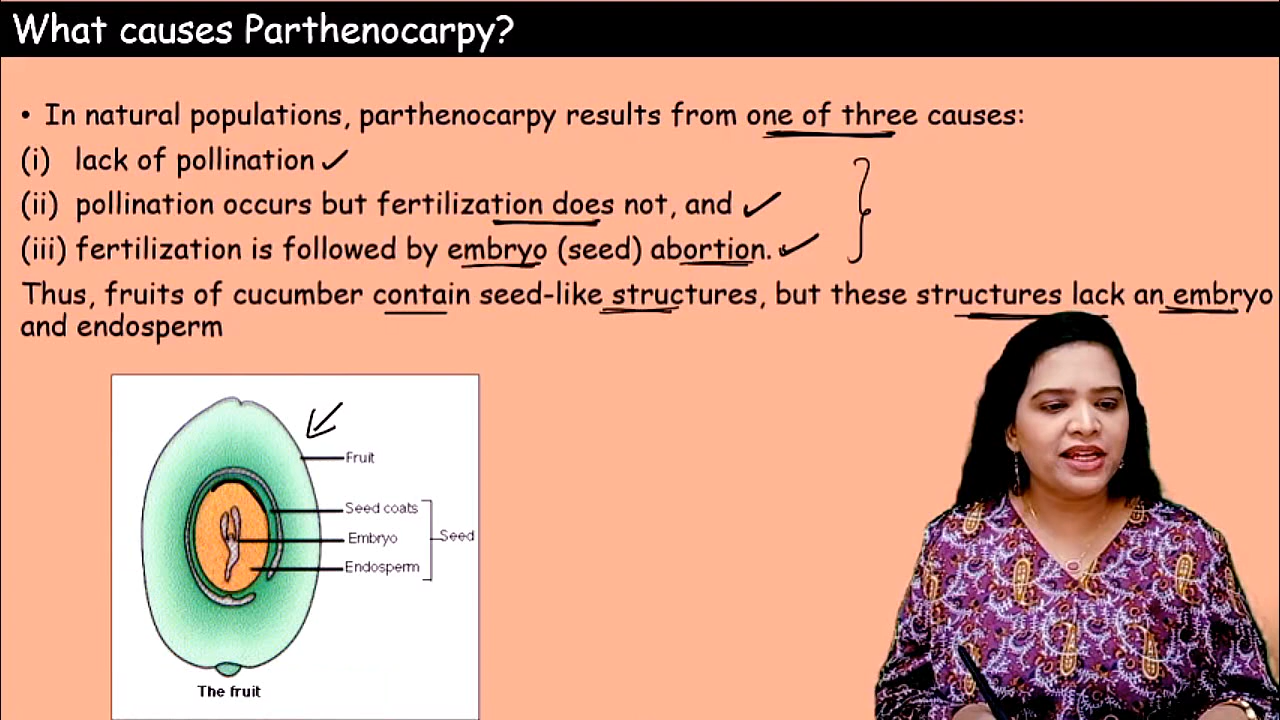 What causes Parthenocarpy?
• In natural populations, parthenocarpy results from one of three causes:
(i) lack of pollination
(ii) pollination occurs but fertilization does not, and
(iii) fertilization is followed by embryo (seed) abortion.
Thus, fruits of cucumber contain seed-like structures, but these structures lack an embryo
and endosperm
Fruit
Seed coats
Embryo
Seed
Endosperm
The fruit